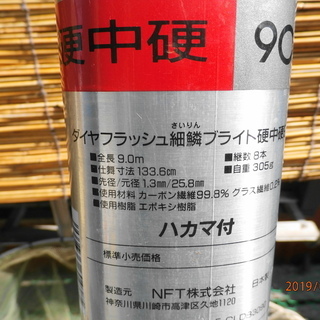 硬中硬 90
さいりん
ダイヤフラッシュ細鱗ブライト硬中硬
■全長 9.0m ■継数 8本
■仕舞寸法 133.6cm ■自重 305g
■先径/元径 1.3mm/25.8mm
■使用材料 カーボン繊維99.8% グラス繊維0.2%
■使用樹脂 エポキシ樹脂
ハカマ付
標準小売価格
日本製
製造元 NFT株式会社
神奈川県川崎市高津区久地1120
2019/